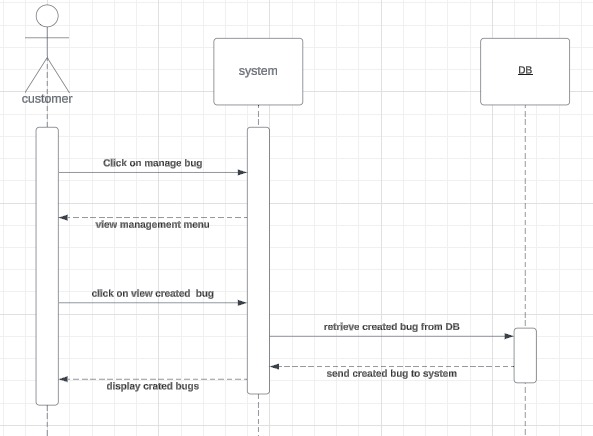 customer
system
DB
Click on manage bug
view management menu
click on view created bug
retrieve created bug from DB
send created bug to system
display crated bugs